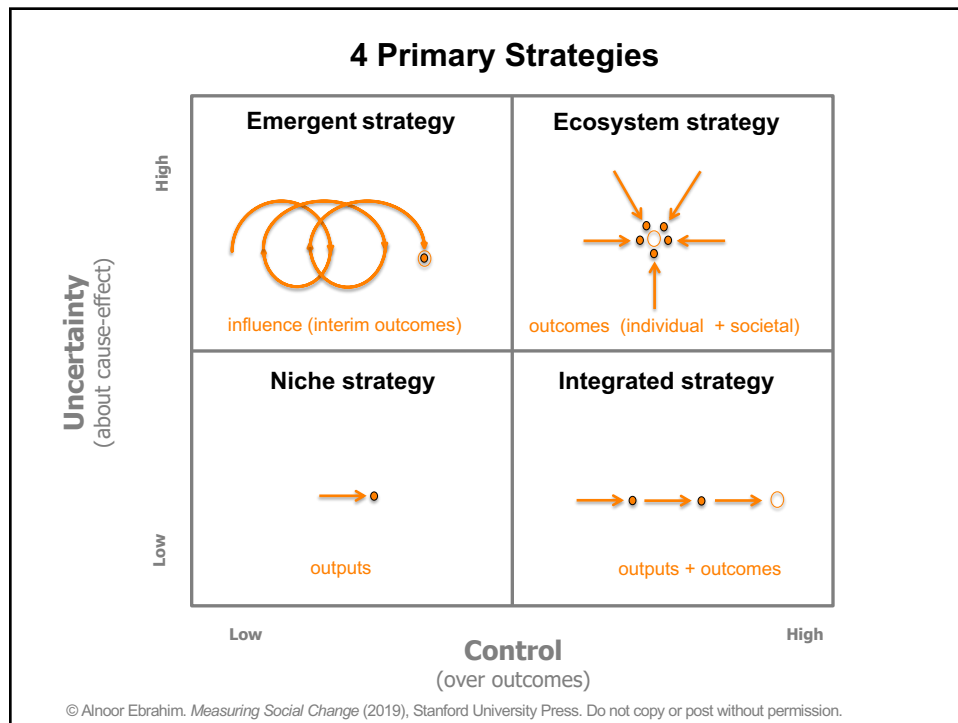 4 Primary Strategies
Emergent strategy
Ecosystem strategy
High
influence (interim outcomes)
outcomes (individual + societal)
Uncertainty
(about cause-effect)
Niche strategy
Integrated strategy
Low
outputs
outputs + outcomes
Low
High
Control
(over outcomes)
© Alnoor Ebrahim. Measuring Social Change (2019), Stanford University Press. Do not copy or post without permission.